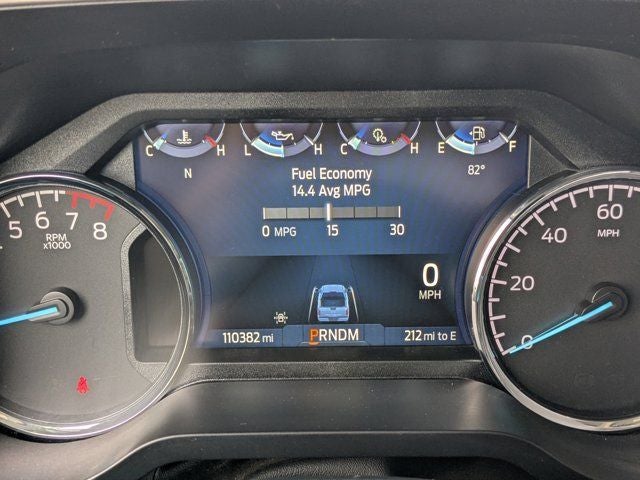 C H L H C H E F
N 82°
Fuel Economy
14.4 Avg MPG
0 MPG 15 30
5 6 7 8
RPM
x1000
0
MPH
110382 mi PRNDM 212 mi to E
60
MPH
40
20
0